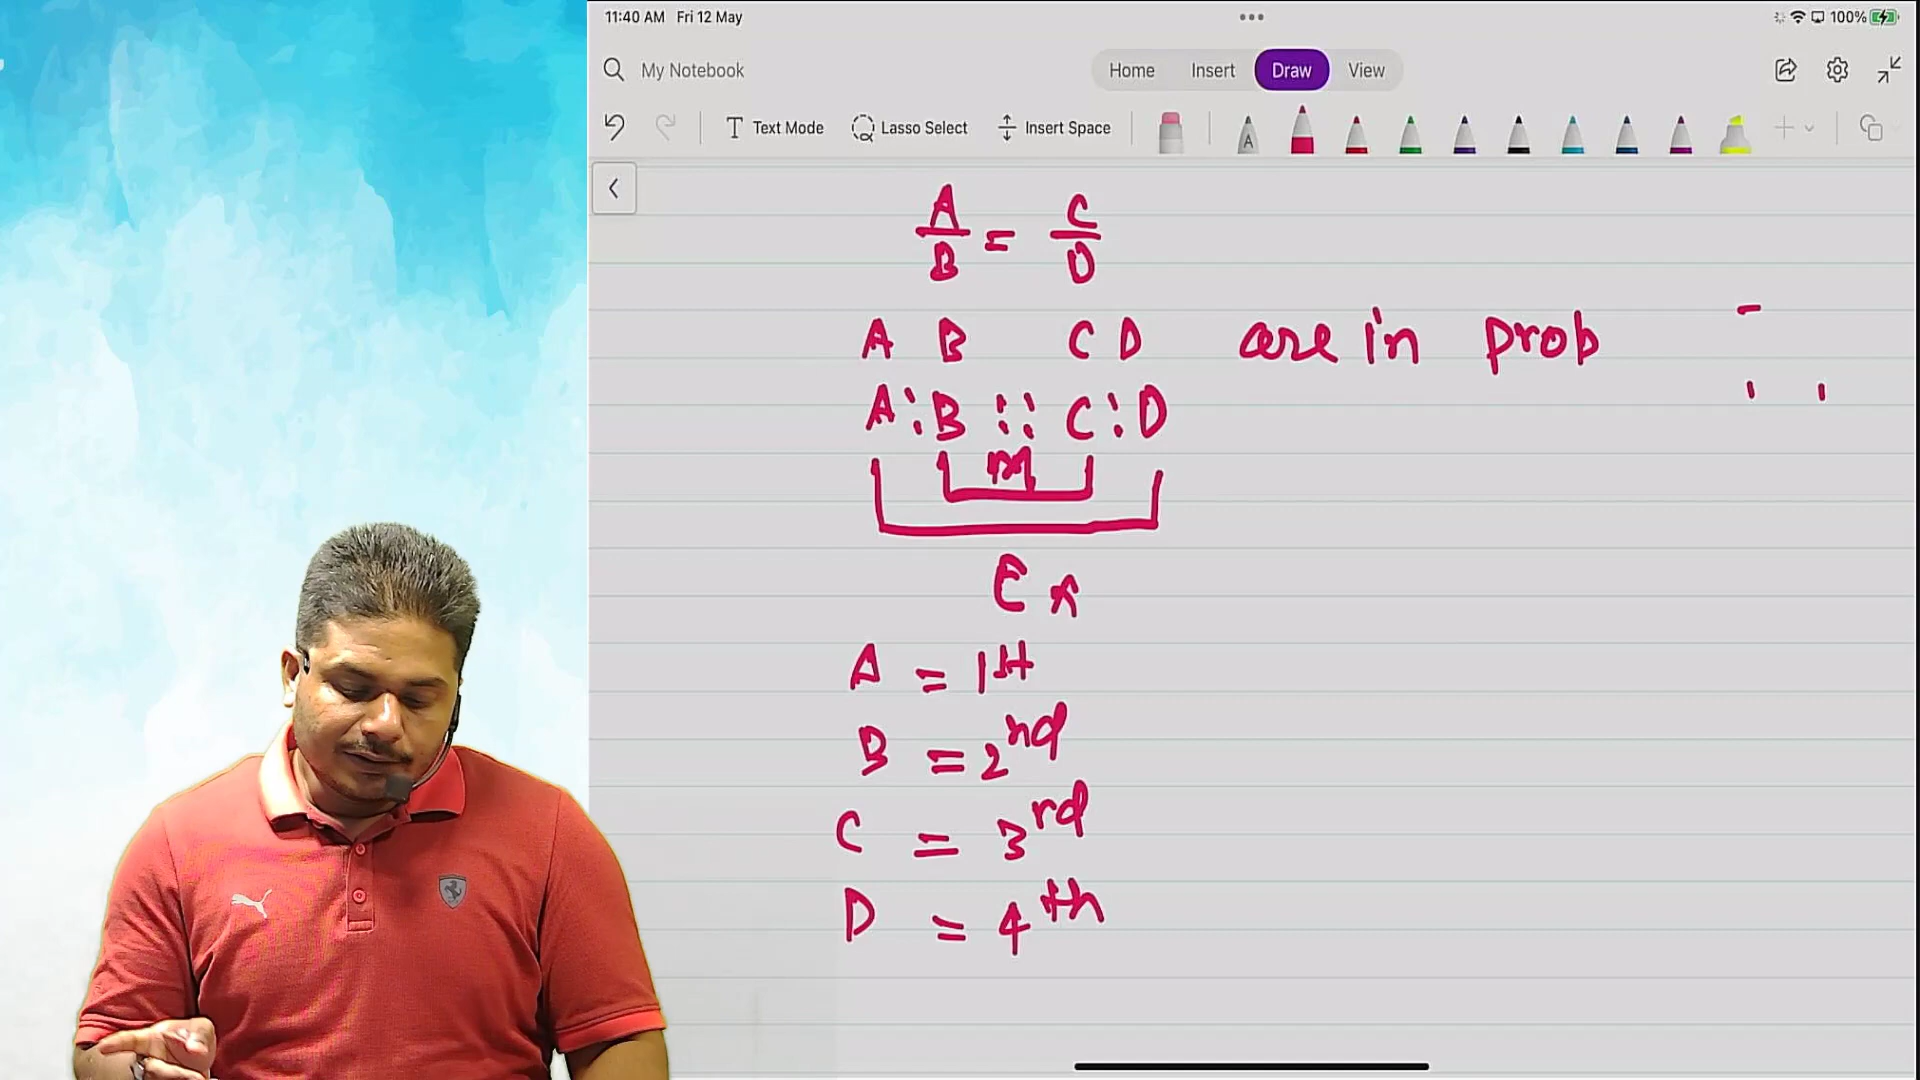 11:40 AM Fri 12 May
100%
My Notebook
Home Insert Draw View
Text Mode Lasso Select Insert Space
A
A/B = C/D
A B C D are in prop
A : B :: C : D
m
Ex
A = 1st
B = 2nd
C = 3rd
D = 4th